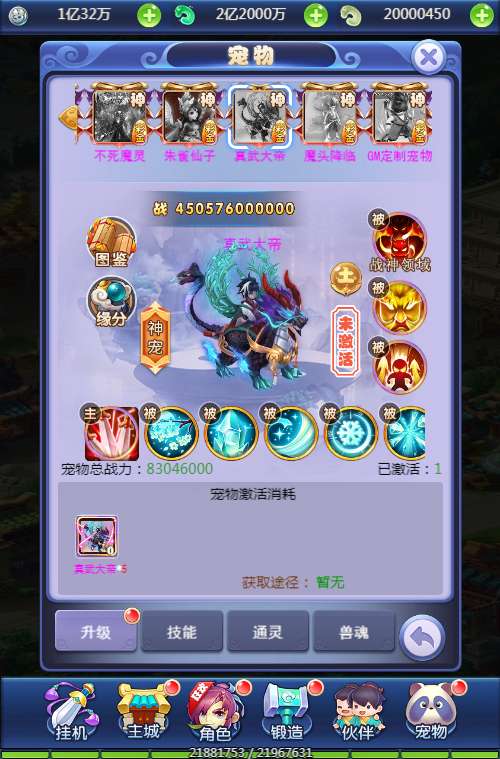 1亿32万 2亿2000万 20000450
宠物
神 神 神 神 神
不死魔灵 朱雀仙子 真武大帝 魔头降临 GM定制宠物
战 450576000000
真武大帝
图鉴
缘分
神宠
土
未激活
被
战神领域
被
被
主 被 被 被 被 被
宠物总战力：83046000 已激活：1
宠物激活消耗
真武大帝*5
获取途径：暂无
升级 技能 通灵 兽魂
挂机 主城 狂欢 角色 锻造 伙伴 宠物
21881753 / 21967631